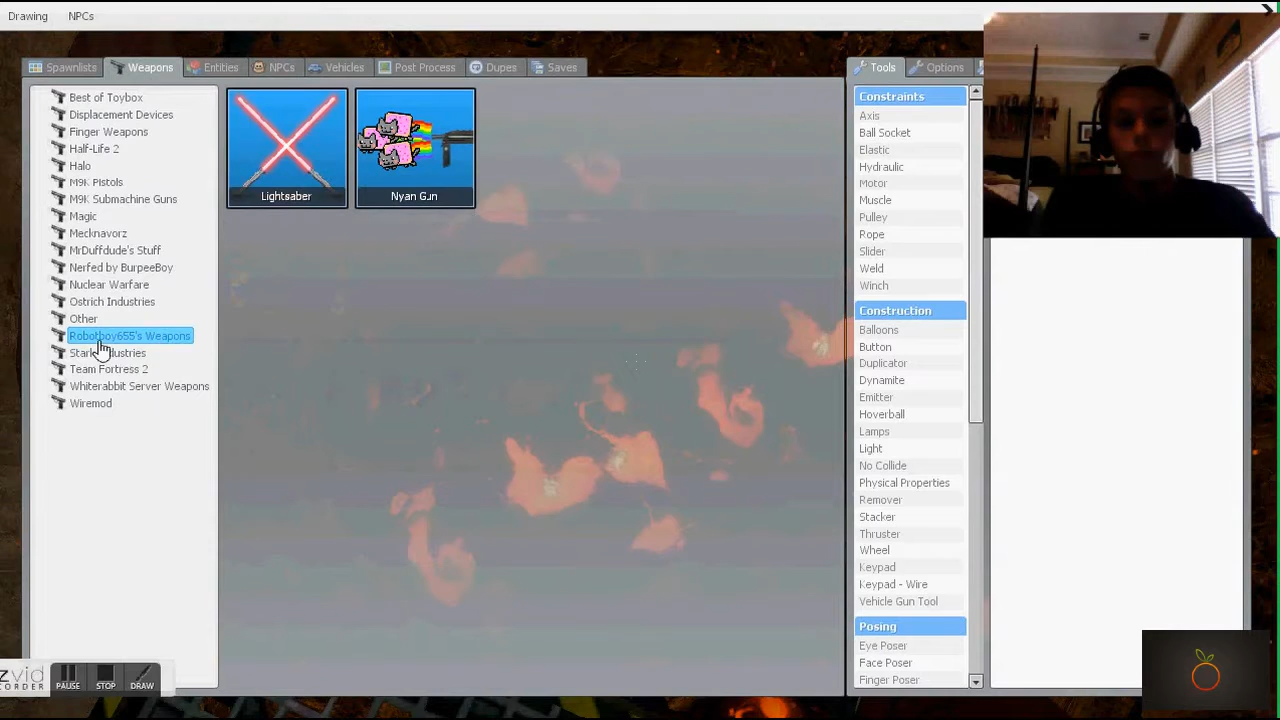 Drawing NPCs
Spawnlists Weapons Entities NPCs Vehicles Post Process Dupes Saves
Best of Toybox
Displacement Devices
Finger Weapons
Half-Life 2
Halo
M9K Pistols
M9K Submachine Guns
Magic
Mecknavorz
MrDuffdude's Stuff
Nerfed by BurpeeBoy
Nuclear Warfare
Ostrich Industries
Other
Robotboy655's Weapons
Team Fortress 2
Whiterabbit Server Weapons
Wiremod
Lightsaber
Nyan Gun
Tools Options
Constraints
Axis
Ball Socket
Elastic
Hydraulic
Motor
Muscle
Pulley
Rope
Slider
Weld
Winch
Construction
Balloons
Button
Duplicator
Dynamite
Emitter
Hoverball
Lamps
Light
No Collide
Physical Properties
Remover
Stacker
Thruster
Wheel
Keypad
Keypad - Wire
Vehicle Gun Tool
Posing
Eye Poser
Face Poser
Finger Poser
PAUSE STOP DRAW